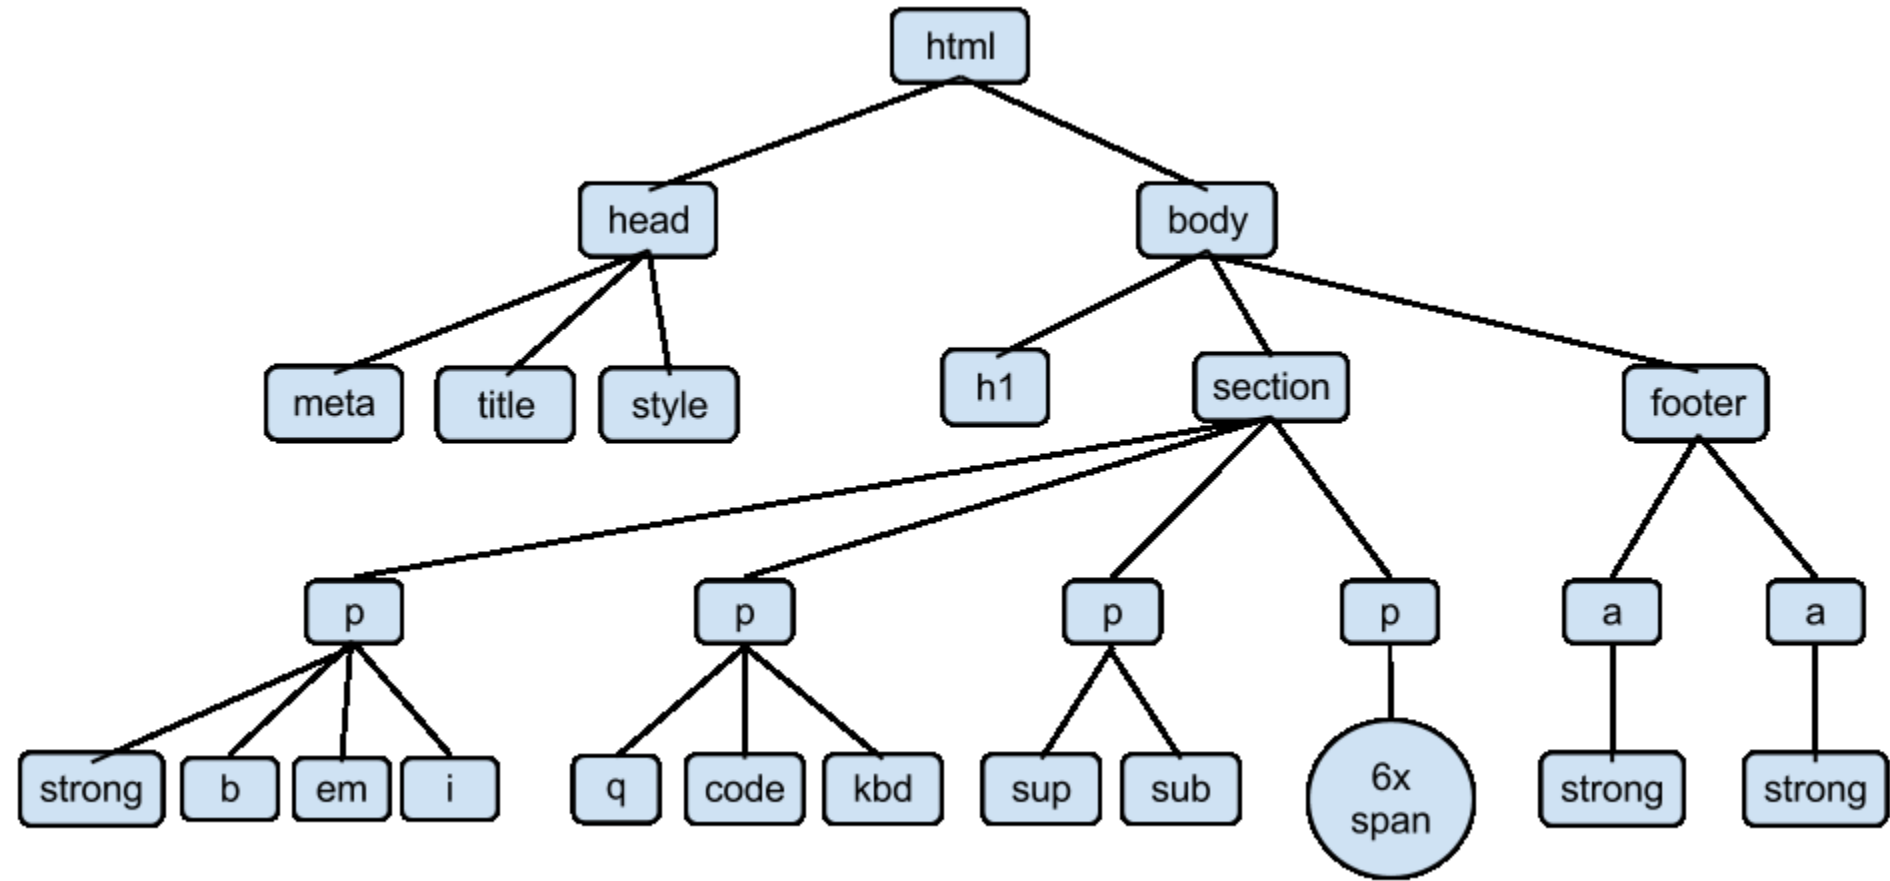 html
head
body
meta
title
style
h1
section
footer
p
p
p
p
a
a
strong
b
em
i
q
code
kbd
sup
sub
6x
span
strong
strong